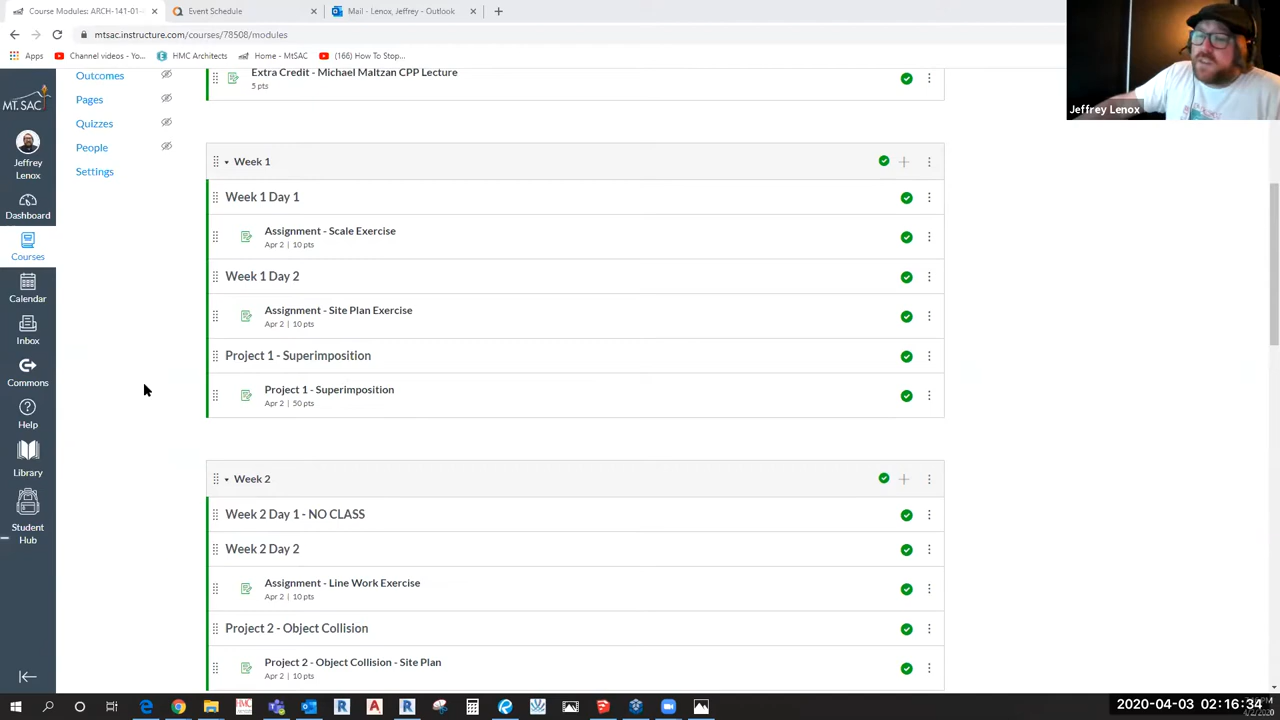 Course Modules: ARCH-141-01-
Event Schedule
Mail - Lenox, Jeffrey - Outlook
mtsac.instructure.com/courses/78508/modules
Apps
Channel videos - Yo...
HMC Architects
Home - MtSAC
(166) How To Stop...
Jeffrey Lenox
MT. SAC
Jeffrey
Lenox
Dashboard
Courses
Calendar
Inbox
Commons
Help
Library
Student
Hub
Outcomes
Pages
Quizzes
People
Settings
Extra Credit - Michael Maltzan CPP Lecture
5 pts
Week 1
Week 1 Day 1
Assignment - Scale Exercise
Apr 2 | 10 pts
Week 1 Day 2
Assignment - Site Plan Exercise
Apr 2 | 10 pts
Project 1 - Superimposition
Project 1 - Superimposition
Apr 2 | 50 pts
Week 2
Week 2 Day 1 - NO CLASS
Week 2 Day 2
Assignment - Line Work Exercise
Apr 2 | 10 pts
Project 2 - Object Collision
Project 2 - Object Collision - Site Plan
Apr 2 | 10 pts
2020-04-03 02:16:34